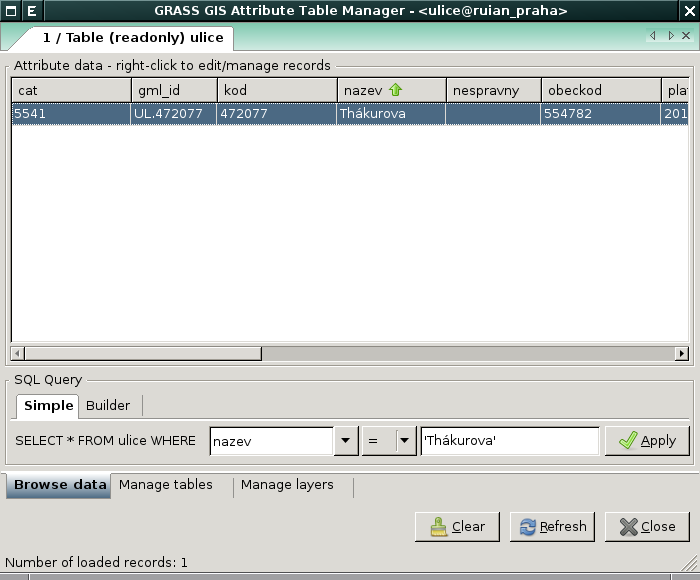 E GRASS GIS Attribute Table Manager - <ulice@ruian_praha>
1 / Table (readonly) ulice
Attribute data - right-click to edit/manage records
cat gml_id kod nazev nespravny obeckod plat
5541 UL.472077 472077 Thákurova 554782 201
SQL Query
Simple Builder
SELECT * FROM ulice WHERE nazev = 'Thákurova' Apply
Browse data Manage tables Manage layers
Clear Refresh Close
Number of loaded records: 1